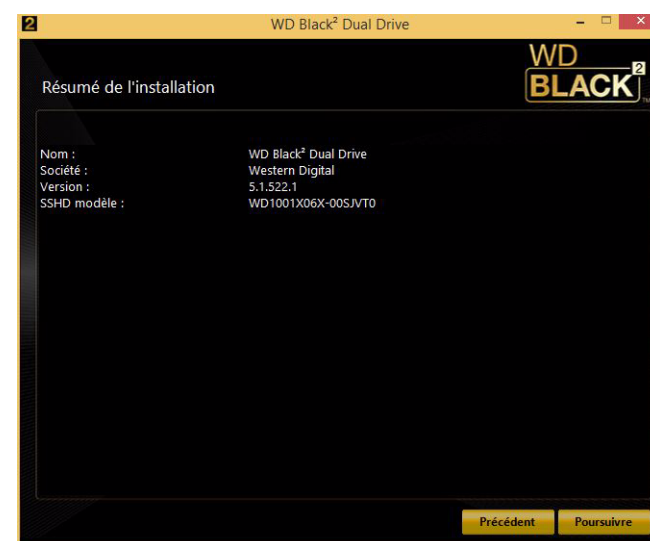 2 WD Black² Dual Drive
WD
BLACK 2 TM
Résumé de l'installation
Nom : WD Black² Dual Drive
Société : Western Digital
Version : 5.1.522.1
SSHD modèle : WD1001X06X-00SJVT0
Précédent Poursuivre